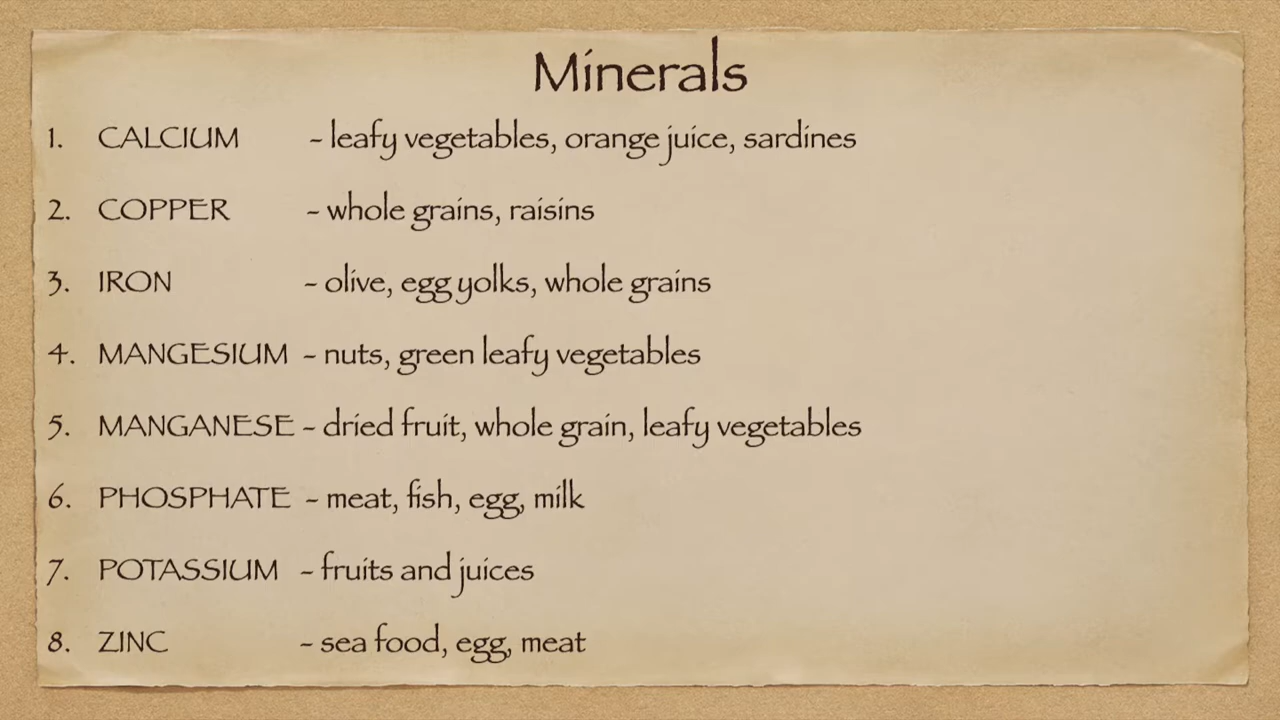 Minerals
1. CALCIUM - leafy vegetables, orange juice, sardines
2. COPPER - whole grains, raisins
3. IRON - olive, egg yolks, whole grains
4. MANGESIUM - nuts, green leafy vegetables
5. MANGANESE - dried fruit, whole grain, leafy vegetables
6. PHOSPHATE - meat, fish, egg, milk
7. POTASSIUM - fruits and juices
8. ZINC - sea food, egg, meat